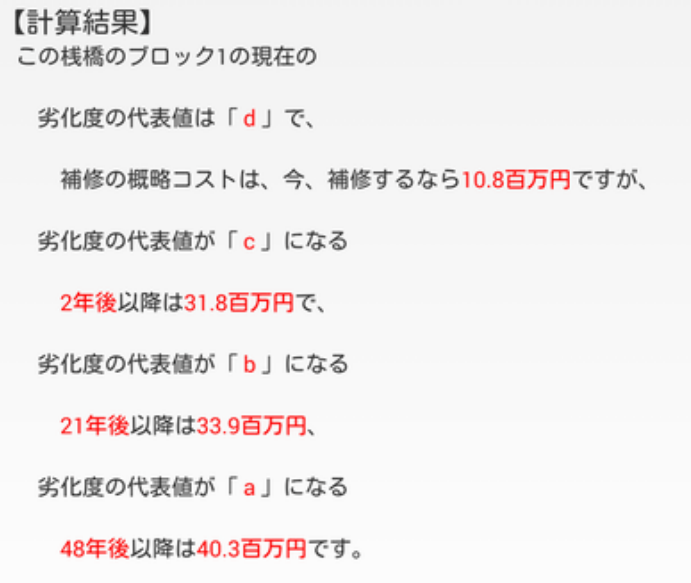 【計算結果】
この桟橋のブロック1の現在の
劣化度の代表値は「 d 」で、
補修の概略コストは、今、補修するなら10.8百万円ですが、
劣化度の代表値が「 c 」になる
2年後以降は31.8百万円で、
劣化度の代表値が「 b 」になる
21年後以降は33.9百万円、
劣化度の代表値が「 a 」になる
48年後以降は40.3百万円です。